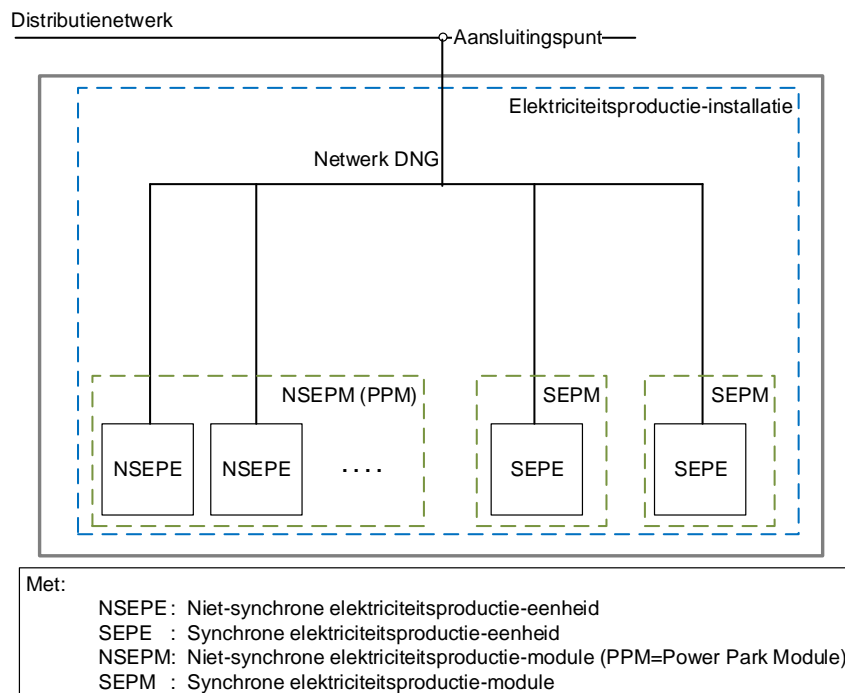 Distributienetwerk
Aansluitingspunt
Elektriciteitsproductie-installatie
Netwerk DNG
NSEPM (PPM)
SEPM
SEPM
NSEPE
NSEPE
....
SEPE
SEPE
Met:
NSEPE : Niet-synchrone elektriciteitsproductie-eenheid
SEPE : Synchrone elektriciteitsproductie-eenheid
NSEPM: Niet-synchrone elektriciteitsproductie-module (PPM=Power Park Module)
SEPM : Synchrone elektriciteitsproductie-module